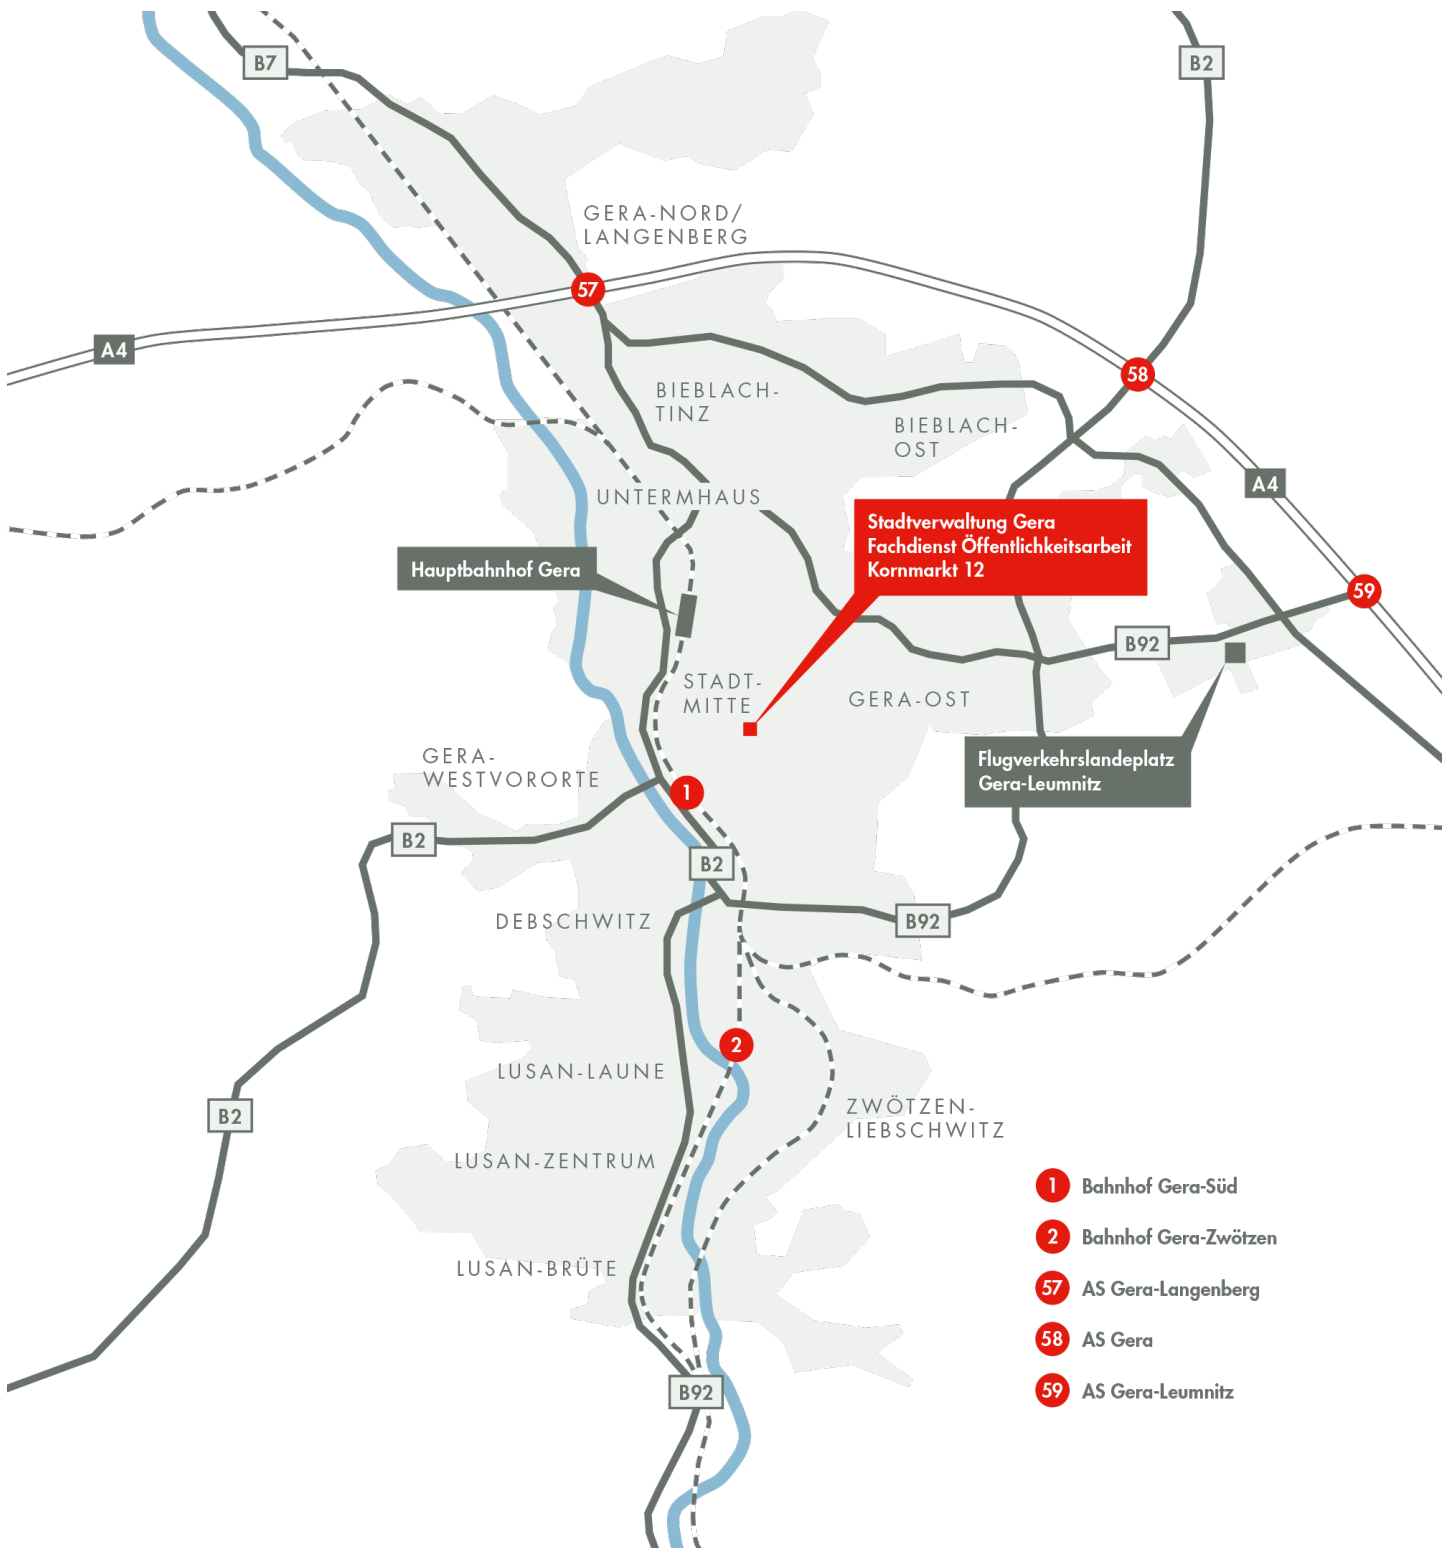 B7
B2
GERA-NORD/
LANGENBERG
57
A4
58
BIEBLACH-
TINZ
BIEBLACH-
OST
A4
UNTERMHAUS
Stadtverwaltung Gera
Fachdienst Öffentlichkeitsarbeit
Kornmarkt 12
Hauptbahnhof Gera
59
B92
STADT-
MITTE
GERA-OST
GERA-
WESTVORORTE
Flugverkehrslandeplatz
Gera-Leumnitz
1
B2
B2
DEBSCHWITZ
B92
2
LUSAN-LAUNE
B2
ZWÖTZEN-
LIEBSCHWITZ
LUSAN-ZENTRUM
LUSAN-BRÜTE
B92
1 Bahnhof Gera-Süd
2 Bahnhof Gera-Zwötzen
57 AS Gera-Langenberg
58 AS Gera
59 AS Gera-Leumnitz